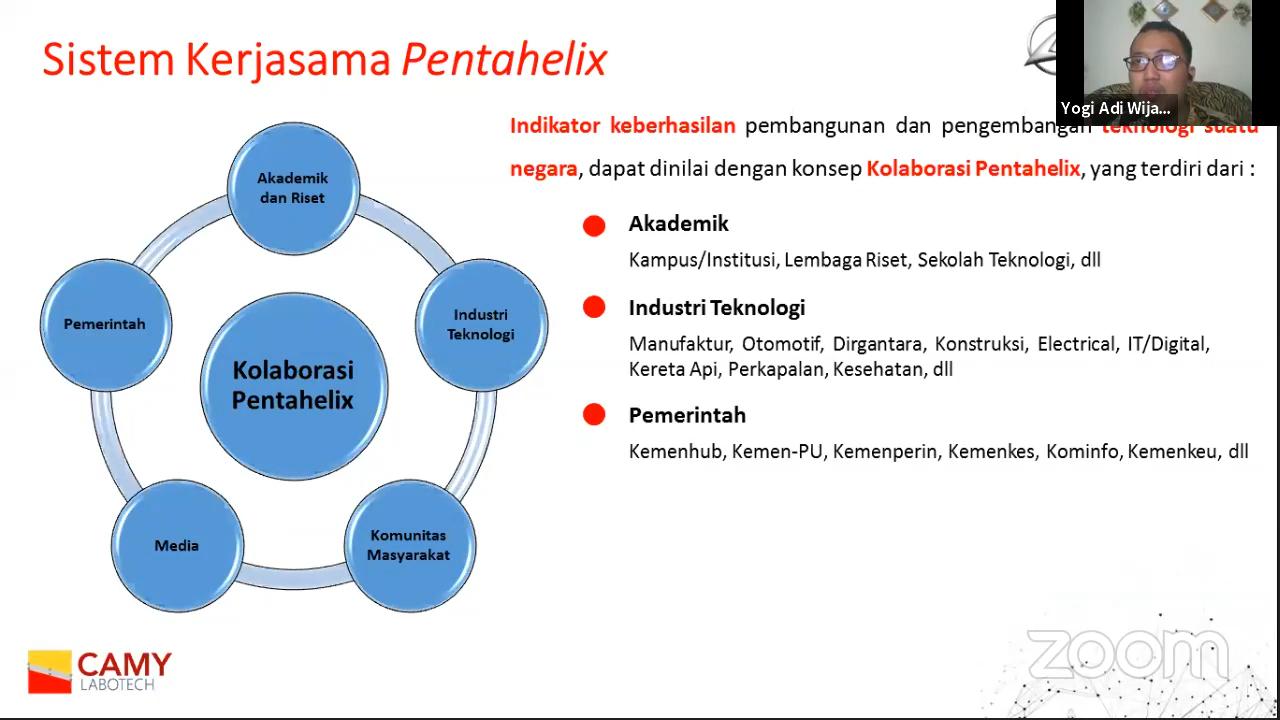 Sistem Kerjasama Pentahelix
Yogi Adi Wija...
Indikator keberhasilan pembangunan dan pengembangan teknologi suatu
negara, dapat dinilai dengan konsep Kolaborasi Pentahelix, yang terdiri dari :
Akademik
Kampus/Institusi, Lembaga Riset, Sekolah Teknologi, dll
Industri Teknologi
Manufaktur, Otomotif, Dirgantara, Konstruksi, Electrical, IT/Digital,
Kereta Api, Perkapalan, Kesehatan, dll
Pemerintah
Kemenhub, Kemen-PU, Kemenperin, Kemenkes, Kominfo, Kemenkeu, dll
Akademik
dan Riset
Industri
Teknologi
Komunitas
Masyarakat
Media
Pemerintah
Kolaborasi
Pentahelix
CAMY
LABOTECH
zoom